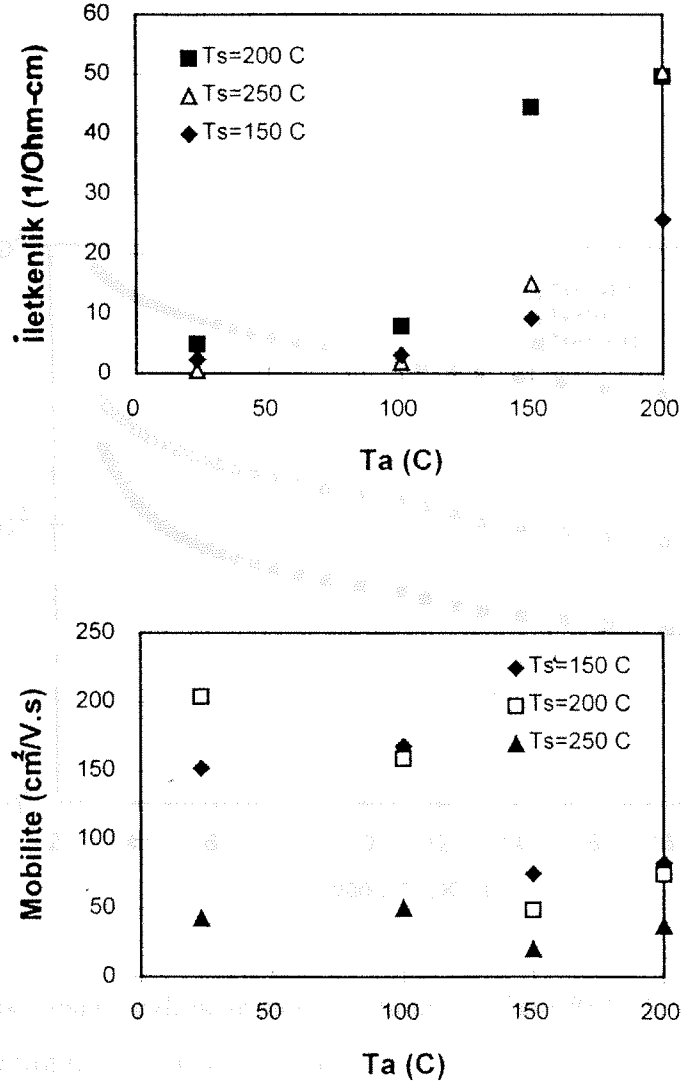 60
50
40
30
20
10
0
İletkenlik (1/Ohm-cm)
Ts=200 C
Ts=250 C
Ts=150 C
0 50 100 150 200
Ta (C)
250
200
150
100
50
0
Mobilite (cm²/V.s)
Ts=150 C
Ts=200 C
Ts=250 C
0 50 100 150 200
Ta (C)